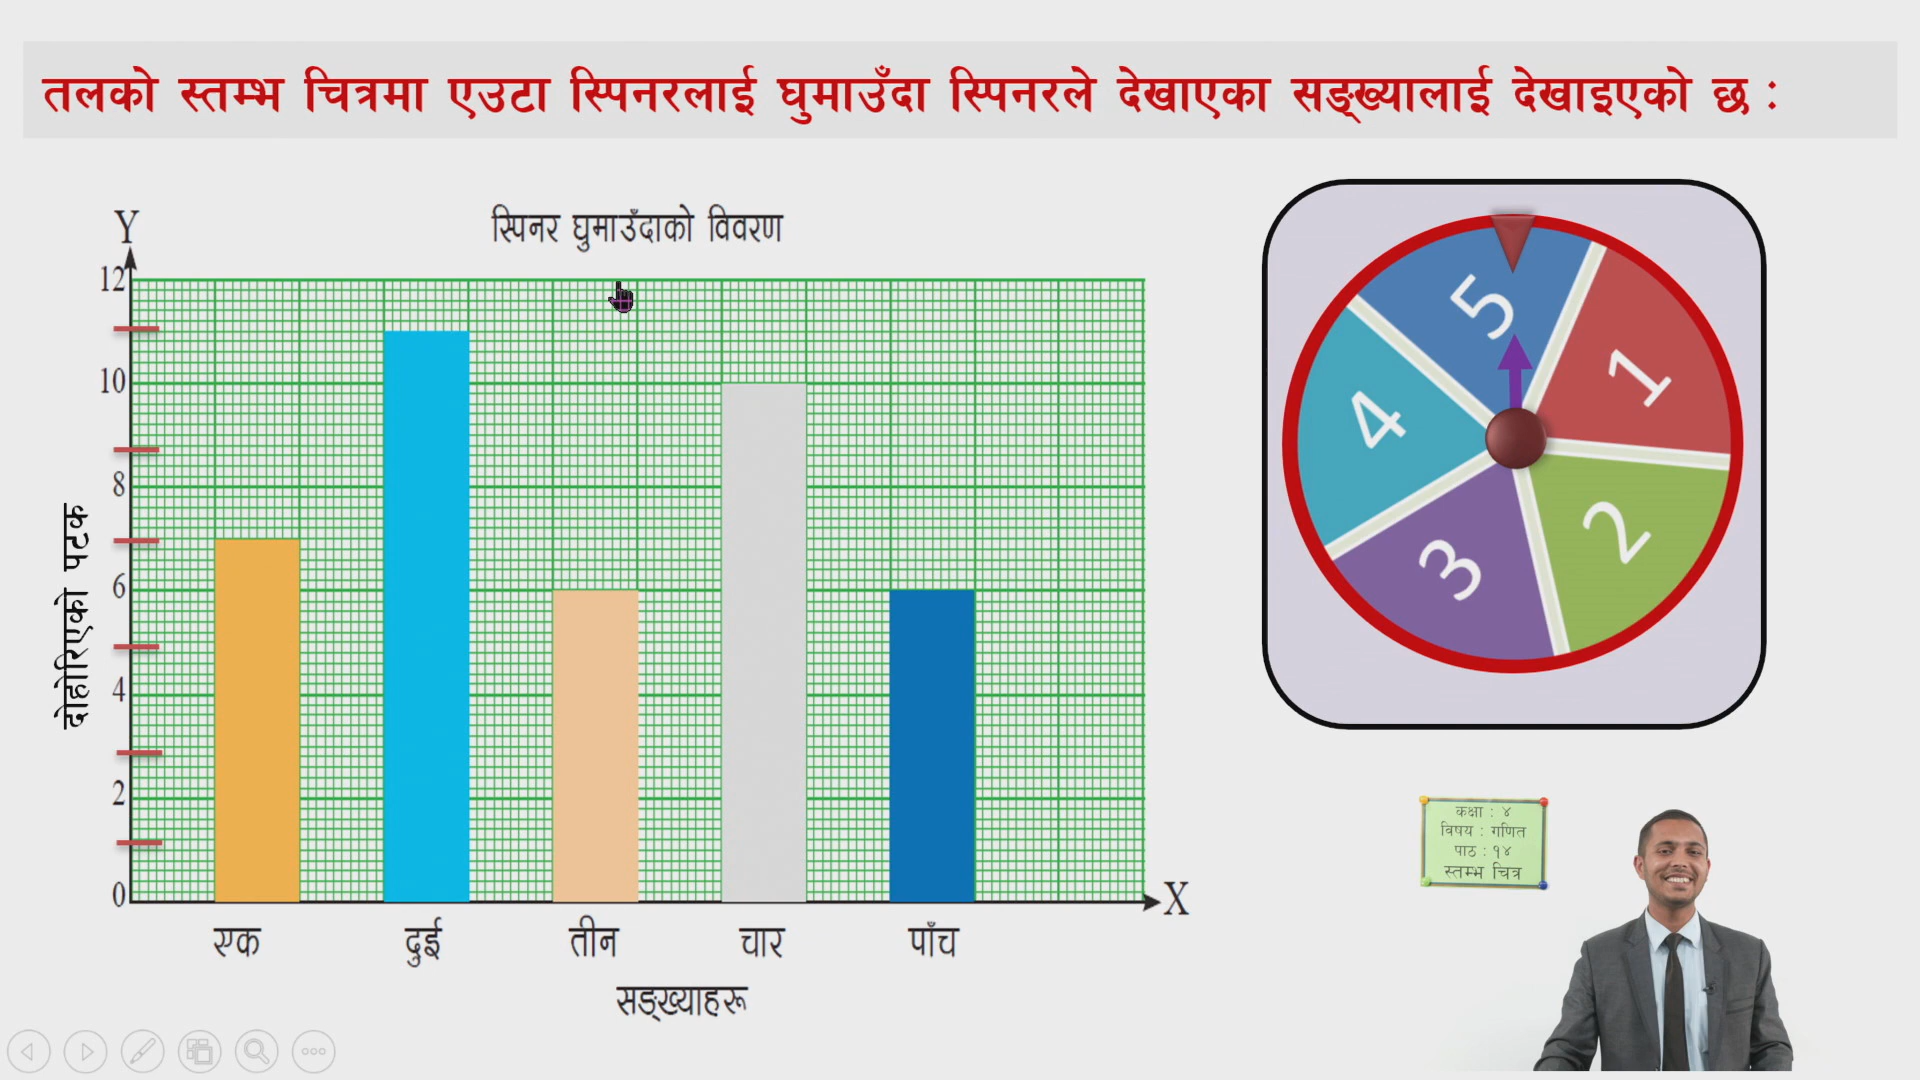 तलको स्तम्भ चित्रमा एउटा स्पिनरलाई घुमाउँदा स्पिनरले देखाएका सङ्ख्यालाई देखाइएको छ :
स्पिनर घुमाउँदाको विवरण
Y
12
10
8
6
4
2
0
दोहोरिएको पटक
X
एक दुई तीन चार पाँच
सङ्ख्याहरू
5
1
4
2
3
कक्षा : ४
विषय : गणित
पाठ : १४
स्तम्भ चित्र